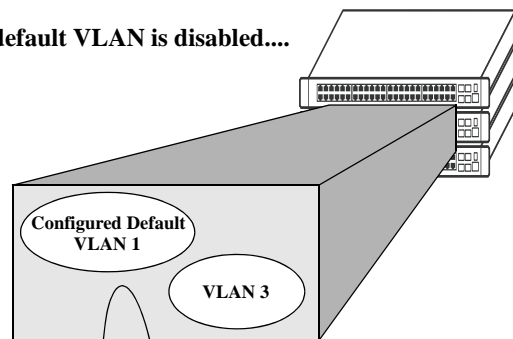 default VLAN is disabled....
Configured Default
VLAN 1
VLAN 3